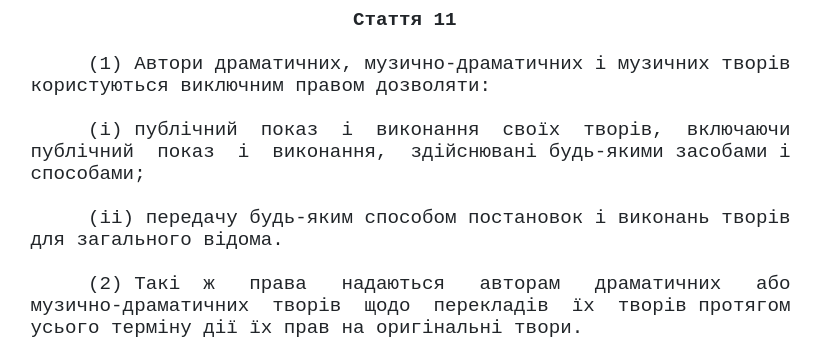 Стаття 11
(1) Автори драматичних, музично-драматичних і музичних творів
користуються виключним правом дозволяти:
(i) публічний показ і виконання своїх творів, включаючи
публічний показ і виконання, здійснювані будь-якими засобами і
способами;
(ii) передачу будь-яким способом постановок і виконань творів
для загального відома.
(2) Такі ж права надаються авторам драматичних або
музично-драматичних творів щодо перекладів їх творів протягом
усього терміну дії їх прав на оригінальні твори.